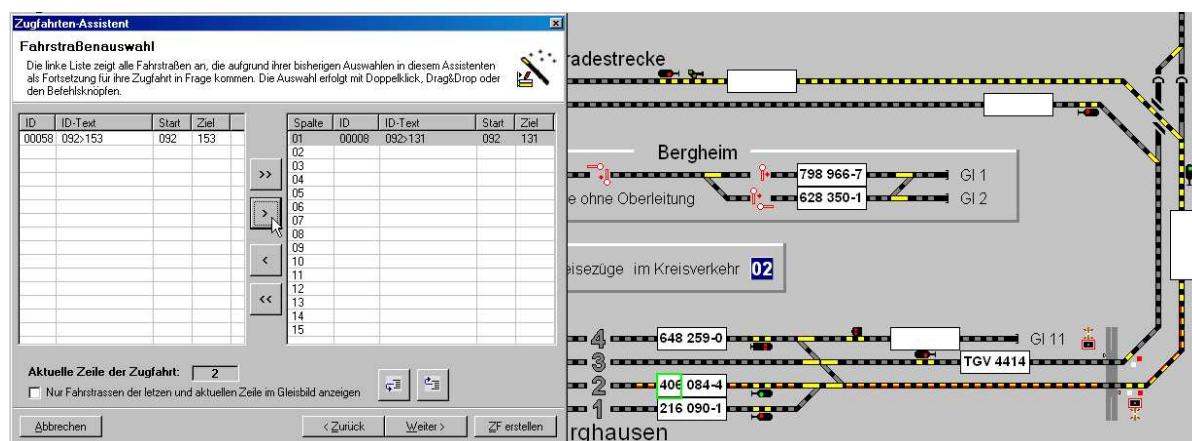 Zugfahrten-Assistent
Fahrstraßenauswahl
Die linke Liste zeigt alle Fahrstraßen an, die aufgrund ihrer bisherigen Auswahlen in diesem Assistenten
als Fortsetzung für ihre Zugfahrt in Frage kommen. Die Auswahl erfolgt mit Doppelklick, Drag&Drop oder
den Befehlsknöpfen.
ID ID-Text Start Ziel
00058 092>153 092 153
>>
>
<
<<
Spalte ID ID-Text Start Ziel
01 00008 092>131 092 131
02
03
04
05
06
07
08
09
10
11
12
13
14
15
Aktuelle Zeile der Zugfahrt: 2
Nur Fahrstrassen der letzen und aktuellen Zeile im Gleisbild anzeigen
Abbrechen < Zurück Weiter > ZF erstellen
radestrecke
Bergheim
798 966-7 Gl 1
e ohne Oberleitung 628 350-1 Gl 2
eisezüge im Kreisverkehr 02
4 648 259-0 Gl 11
3 TGV 4414
2 406 084-4
1 216 090-1
rghausen